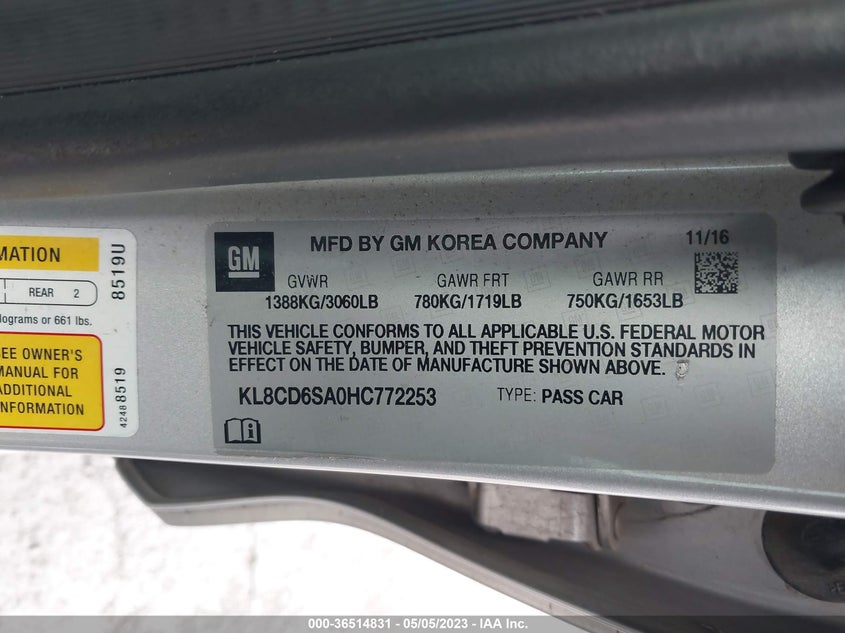 MATION
REAR 2
8519U
lograms or 661 lbs.
SEE OWNER'S
MANUAL FOR
ADDITIONAL
INFORMATION
42488519
GM
MFD BY GM KOREA COMPANY
11/16
GVWR
GAWR FRT
GAWR RR
1388KG/3060LB
780KG/1719LB
750KG/1653LB
THIS VEHICLE CONFORMS TO ALL APPLICABLE U.S. FEDERAL MOTOR
VEHICLE SAFETY, BUMPER, AND THEFT PREVENTION STANDARDS IN
EFFECT ON THE DATE OF MANUFACTURE SHOWN ABOVE.
KL8CD6SA0HC772253
TYPE: PASS CAR
000-36514831 - 05/05/2023 - IAA Inc.